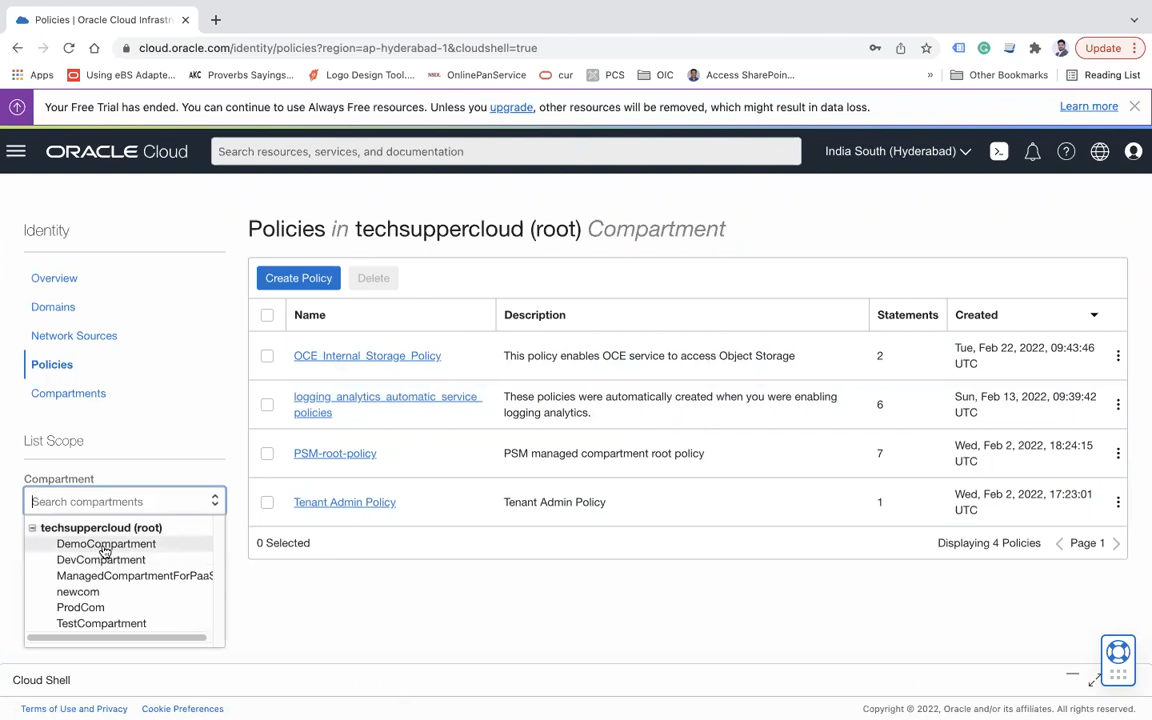 Policies | Oracle Cloud Infrastr
cloud.oracle.com/identity/policies?region=ap-hyderabad-1&cloudshell=true
Update
Apps
Using eBS Adapte...
AKC
Proverbs Sayings...
Logo Design Tool....
OnlinePanService
cur
PCS
OIC
Access SharePoin...
»
Other Bookmarks
Reading List
Your Free Trial has ended. You can continue to use Always Free resources. Unless you upgrade, other resources will be removed, which might result in data loss.
Learn more
ORACLE Cloud
Search resources, services, and documentation
India South (Hyderabad)
Identity
Overview
Domains
Network Sources
Policies
Compartments
List Scope
Compartment
Search compartments
techsuppercloud (root)
DemoCompartment
DevCompartment
ManagedCompartmentForPaaS
newcom
ProdCom
TestCompartment
Policies in techsuppercloud (root) Compartment
Create Policy
Delete
Name Description Statements Created
OCE_Internal_Storage_Policy This policy enables OCE service to access Object Storage 2 Tue, Feb 22, 2022, 09:43:46
UTC
logging_analytics_automatic_service_ These policies were automatically created when you were enabling 6 Sun, Feb 13, 2022, 09:39:42
policies logging analytics. UTC
PSM-root-policy PSM managed compartment root policy 7 Wed, Feb 2, 2022, 18:24:15
UTC
Tenant Admin Policy Tenant Admin Policy 1 Wed, Feb 2, 2022, 17:23:01
UTC
0 Selected
Displaying 4 Policies
Page 1
Cloud Shell
Terms of Use and Privacy
Cookie Preferences
Copyright © 2022, Oracle and/or its affiliates. All rights reserved.